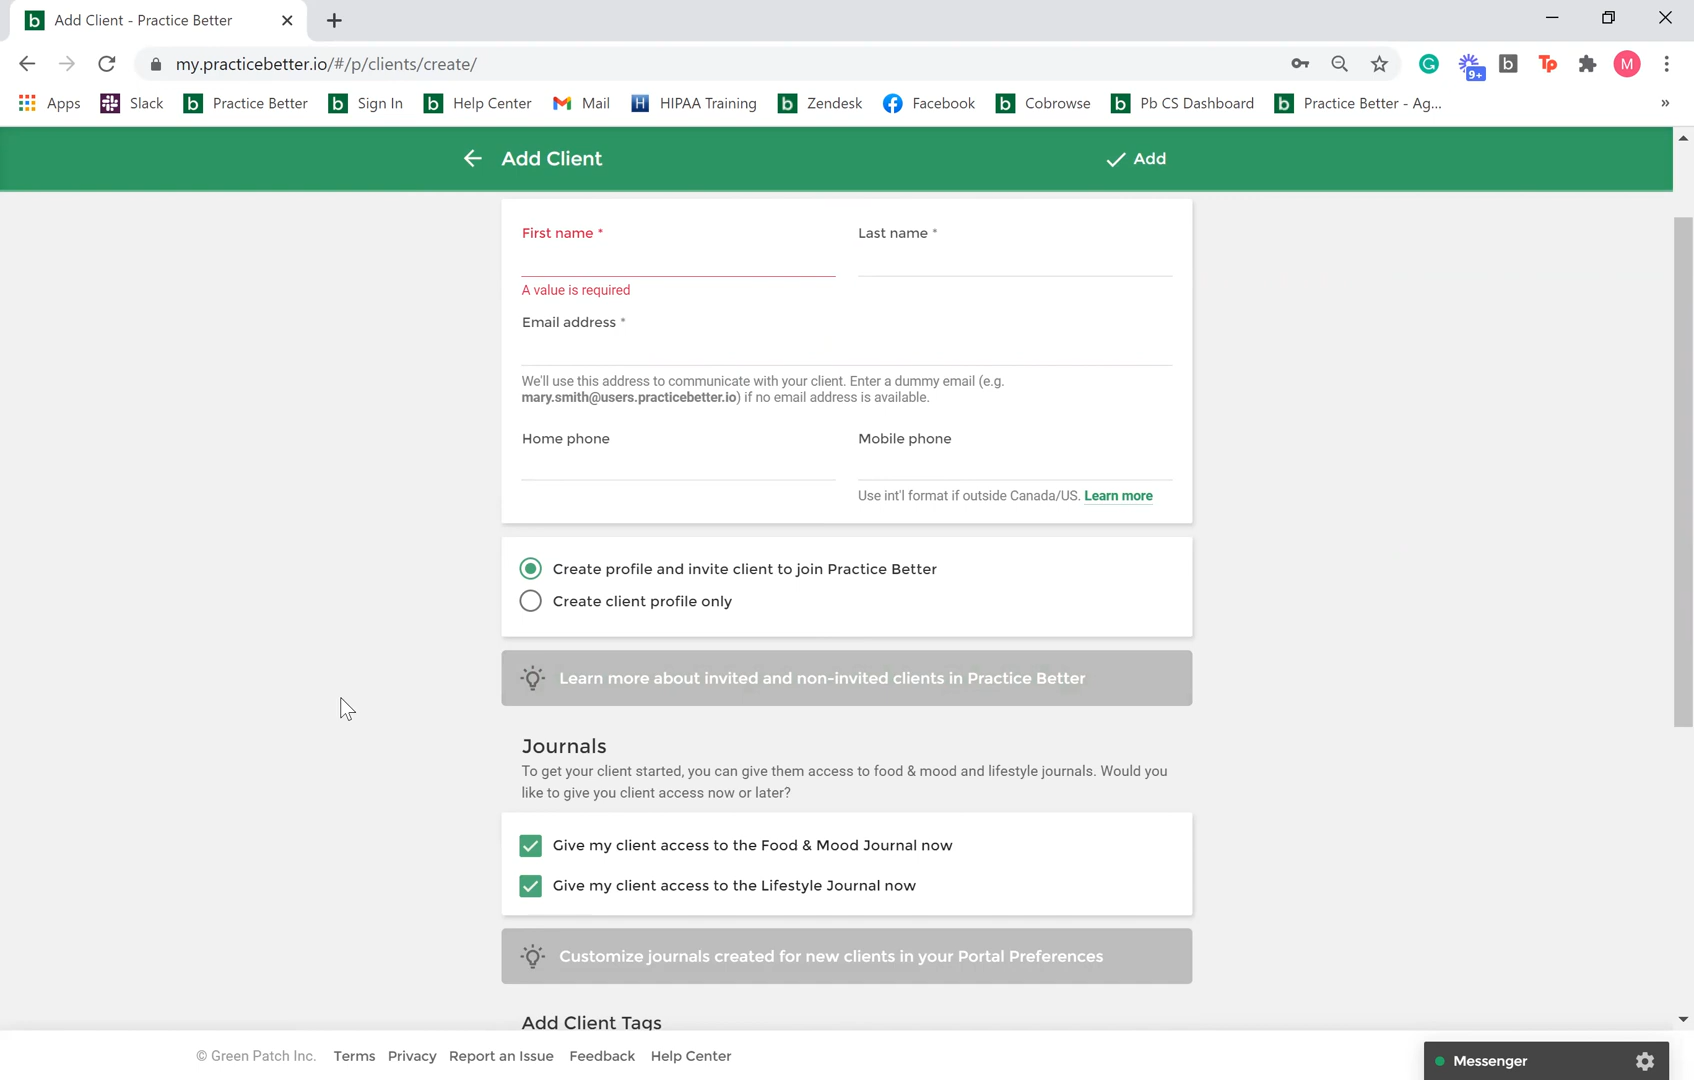 Add Client - Practice Better
my.practicebetter.io/#/p/clients/create/
9+
b
Tp
M
Apps
Slack
Practice Better
Sign In
Help Center
Mail
HIPAA Training
Zendesk
Facebook
Cobrowse
Pb CS Dashboard
Practice Better - Ag...
»
Add Client
Add
First name *
Last name *
A value is required
Email address *
We'll use this address to communicate with your client. Enter a dummy email (e.g.
mary.smith@users.practicebetter.io) if no email address is available.
Home phone
Mobile phone
Use int'l format if outside Canada/US. Learn more
Create profile and invite client to join Practice Better
Create client profile only
Learn more about invited and non-invited clients in Practice Better
Journals
To get your client started, you can give them access to food & mood and lifestyle journals. Would you
like to give you client access now or later?
Give my client access to the Food & Mood Journal now
Give my client access to the Lifestyle Journal now
Customize journals created for new clients in your Portal Preferences
Add Client Tags
© Green Patch Inc.
Terms
Privacy
Report an Issue
Feedback
Help Center
Messenger